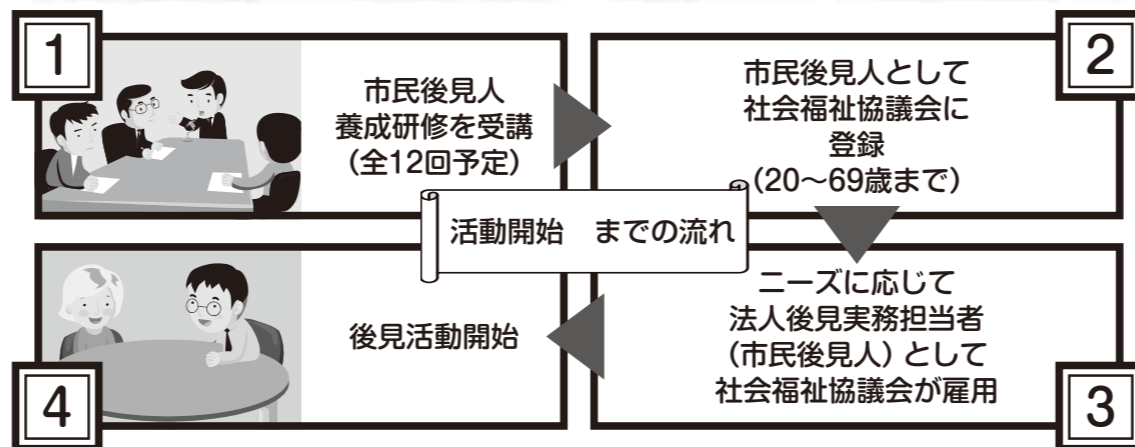 1
市民後見人
養成研修を受講
（全12回予定）
2
市民後見人として
社会福祉協議会に
登録
（20～69歳まで）
活動開始　までの流れ
3
ニーズに応じて
法人後見実務担当者
（市民後見人）として
社会福祉協議会が雇用
4
後見活動開始